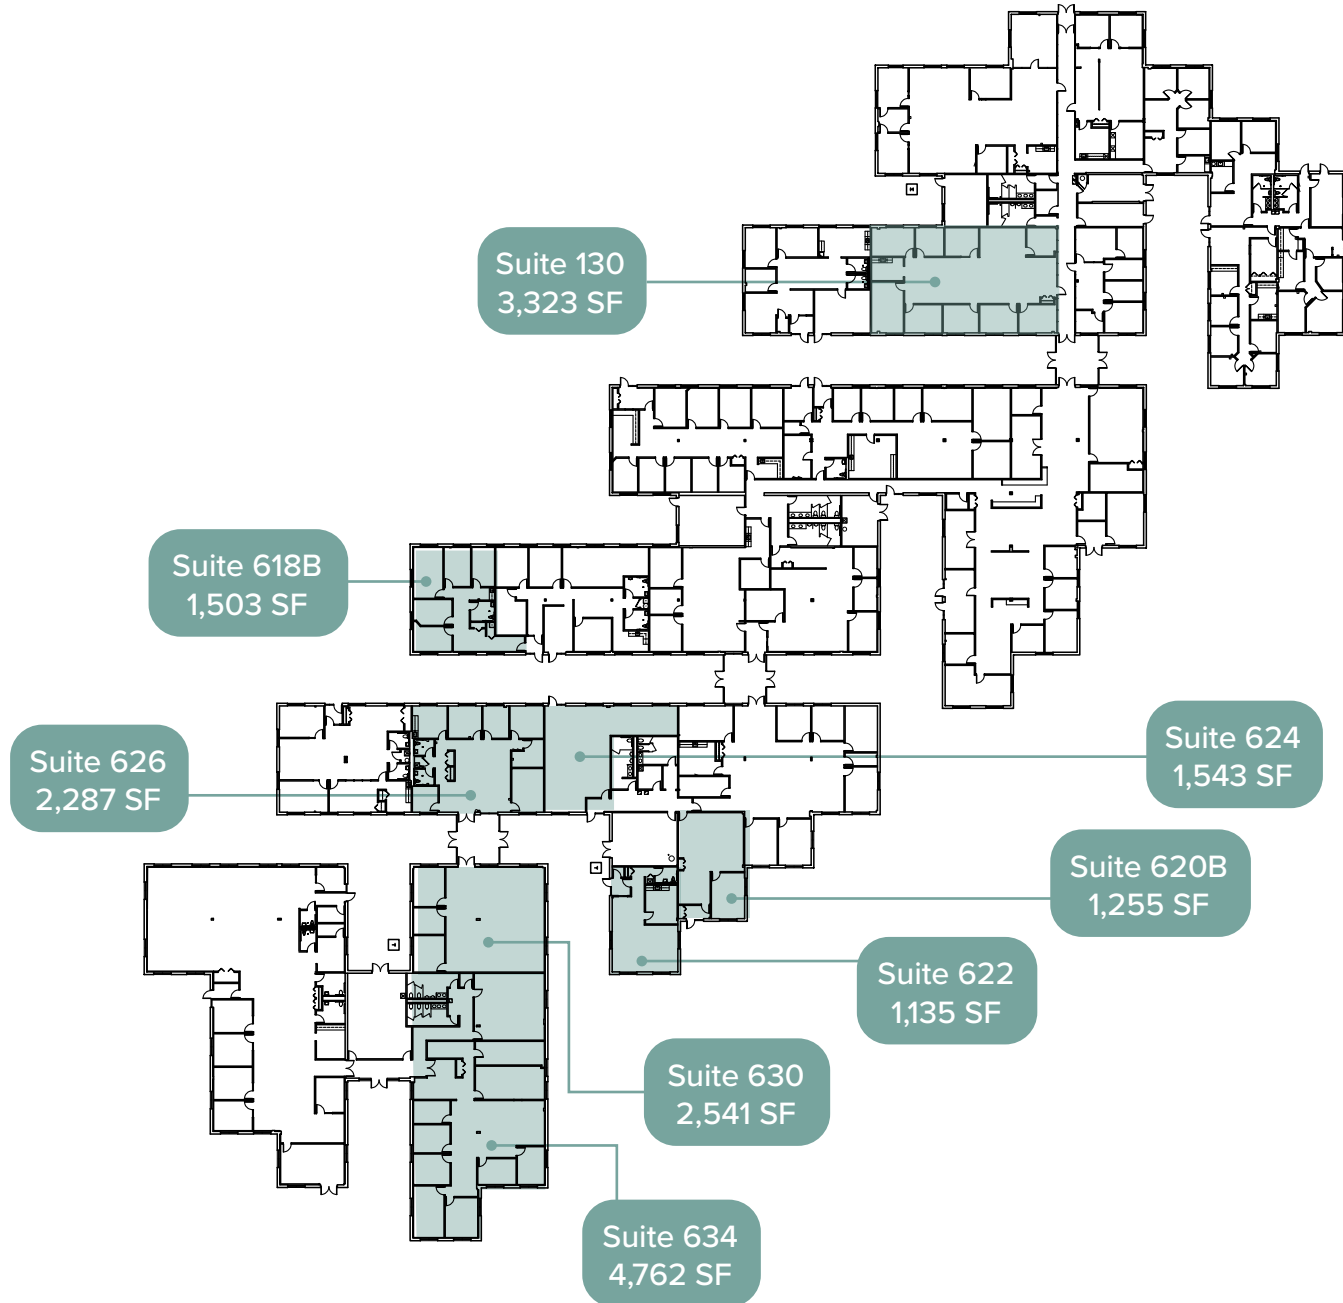 Suite 130
3,323 SF
Suite 618B
1,503 SF
Suite 626
2,287 SF
Suite 624
1,543 SF
Suite 620B
1,255 SF
Suite 622
1,135 SF
Suite 630
2,541 SF
Suite 634
4,762 SF